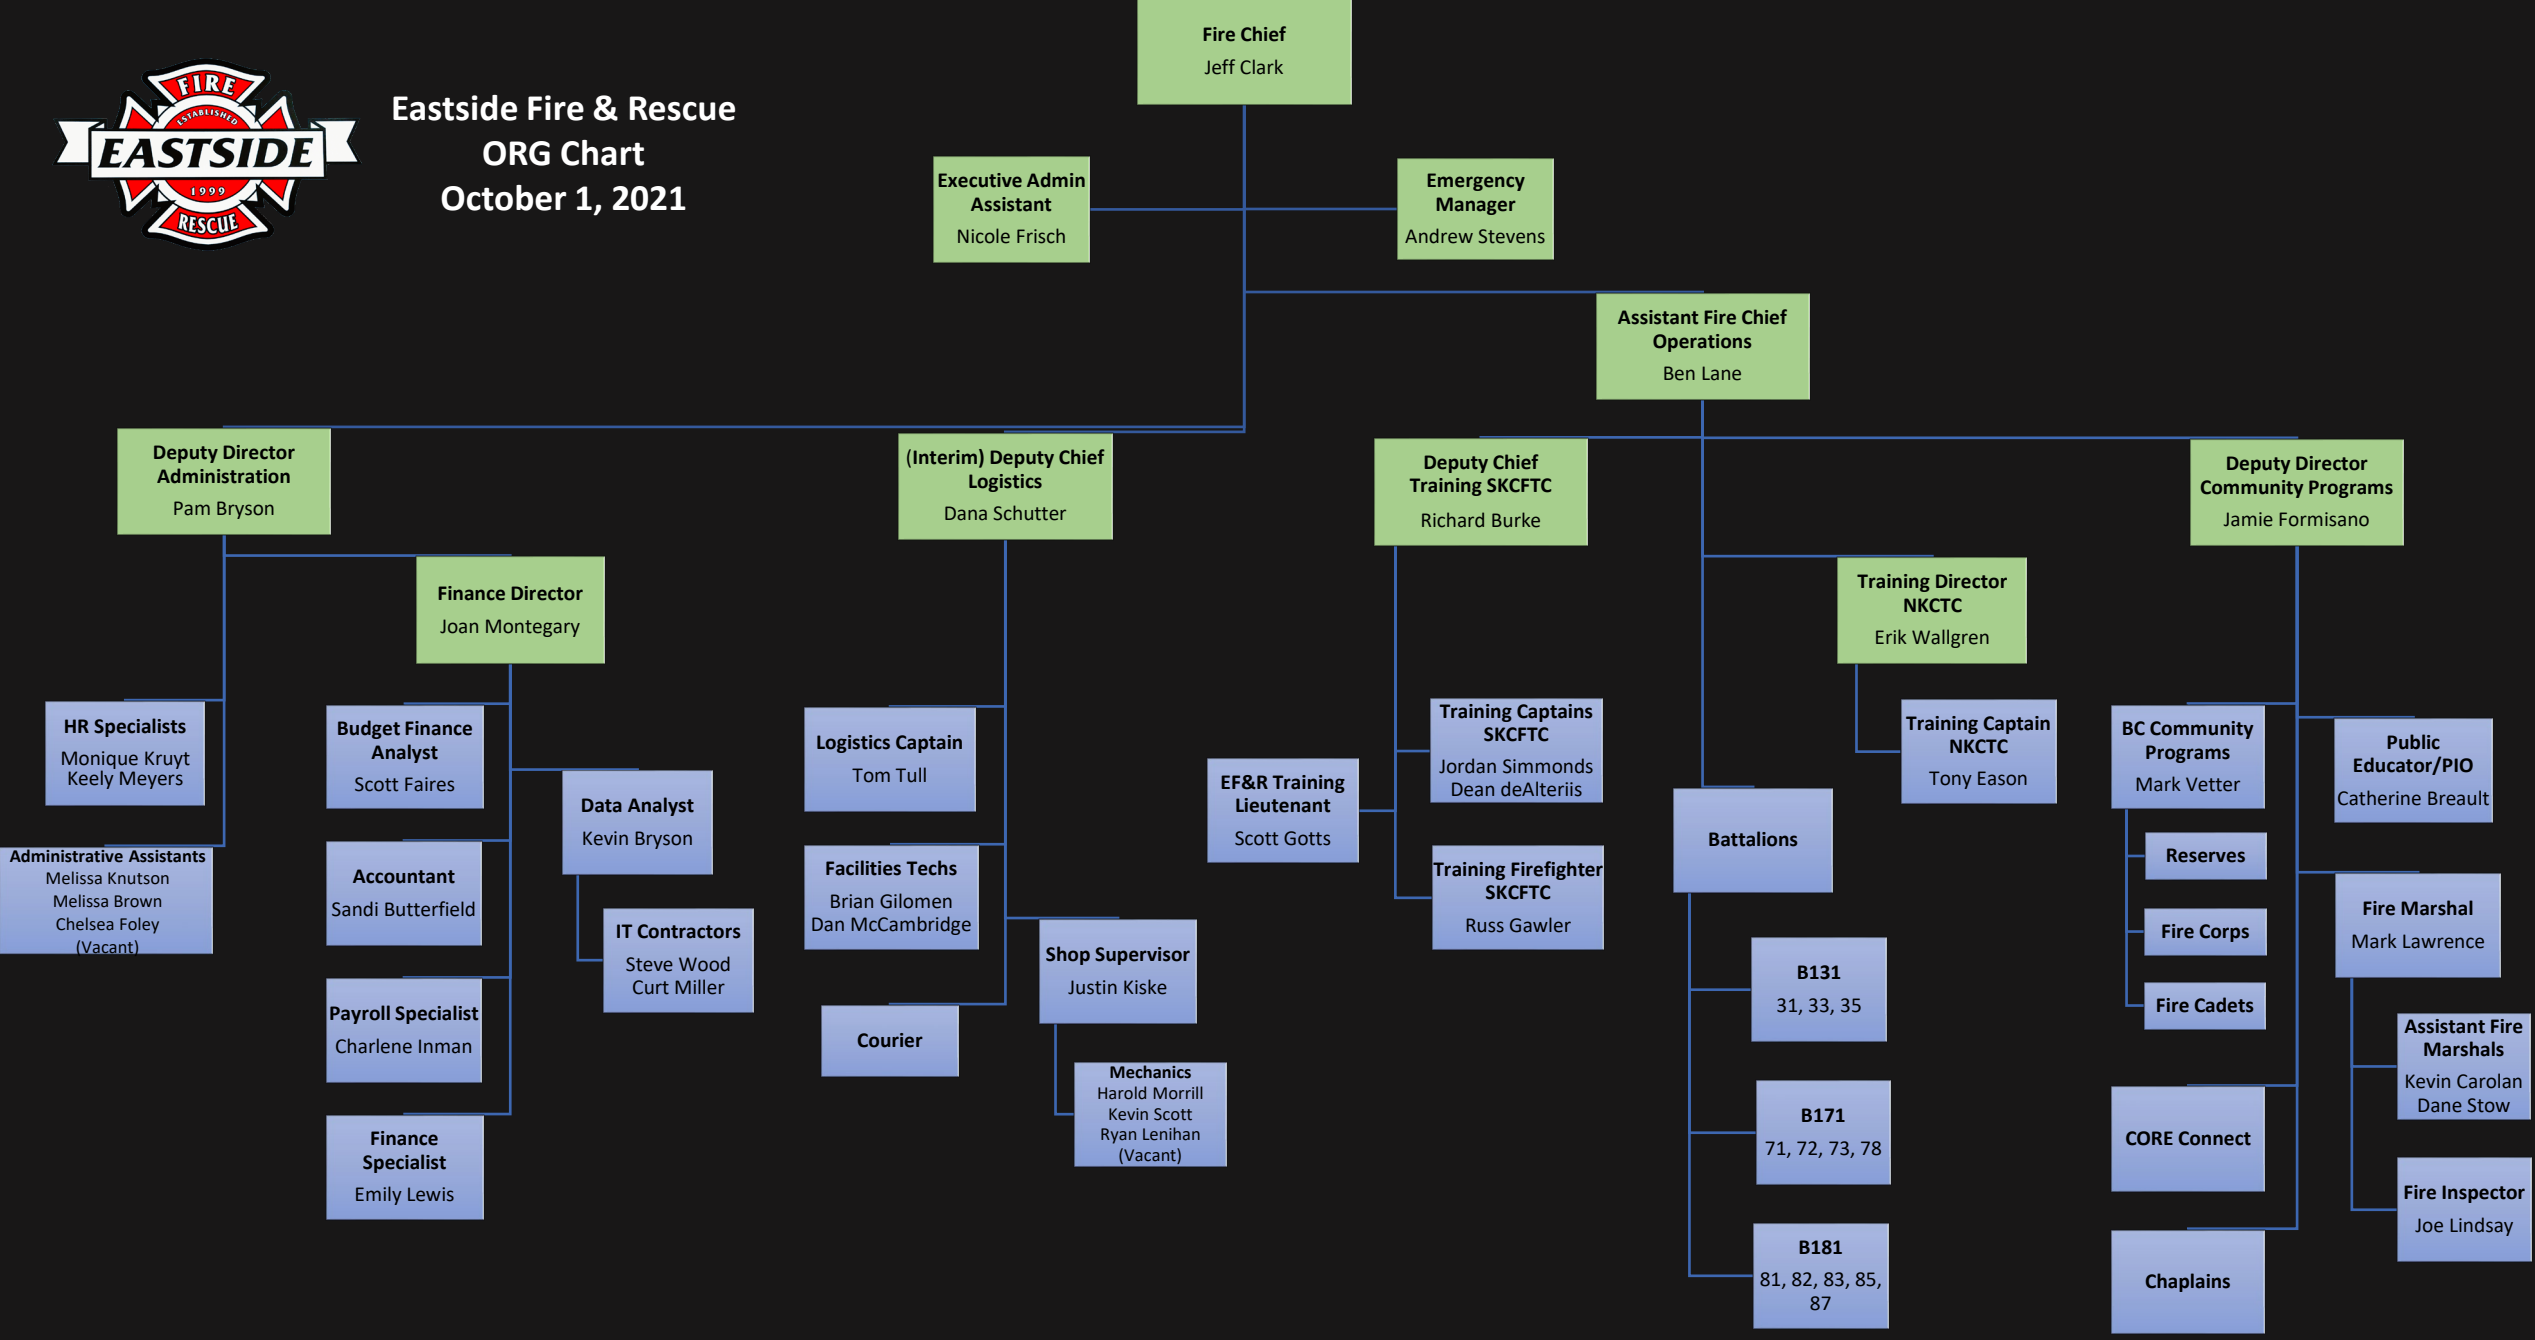 Fire Chief
Jeff Clark
FIRE
ESTABLISHED
EASTSIDE
1999
RESCUE
Eastside Fire & Rescue
ORG Chart
October 1, 2021
Executive Admin
Assistant
Nicole Frisch
Emergency
Manager
Andrew Stevens
Assistant Fire Chief
Operations
Ben Lane
Deputy Director
Administration
Pam Bryson
(Interim) Deputy Chief
Logistics
Dana Schutter
Deputy Chief
Training SKCFTC
Richard Burke
Deputy Director
Community Programs
Jamie Formisano
Finance Director
Joan Montegary
Training Director
NKCTC
Erik Wallgren
HR Specialists
Monique Kruyt
Keely Meyers
Administrative Assistants
Melissa Knutson
Melissa Brown
Chelsea Foley
(Vacant)
Budget Finance
Analyst
Scott Faires
Data Analyst
Kevin Bryson
Accountant
Sandi Butterfield
IT Contractors
Steve Wood
Curt Miller
Payroll Specialist
Charlene Inman
Finance
Specialist
Emily Lewis
Logistics Captain
Tom Tull
Facilities Techs
Brian Gilomen
Dan McCambridge
Shop Supervisor
Justin Kiske
Courier
Mechanics
Harold Morrill
Kevin Scott
Ryan Lenihan
(Vacant)
EF&R Training
Lieutenant
Scott Gotts
Training Captains
SKCFTC
Jordan Simmonds
Dean deAlteriis
Training Firefighter
SKCFTC
Russ Gawler
Battalions
B131
31, 33, 35
B171
71, 72, 73, 78
B181
81, 82, 83, 85,
87
Training Captain
NKCTC
Tony Eason
BC Community
Programs
Mark Vetter
Reserves
Fire Corps
Fire Cadets
Public
Educator/PIO
Catherine Breault
Fire Marshal
Mark Lawrence
Assistant Fire
Marshals
Kevin Carolan
Dane Stow
Fire Inspector
Joe Lindsay
CORE Connect
Chaplains